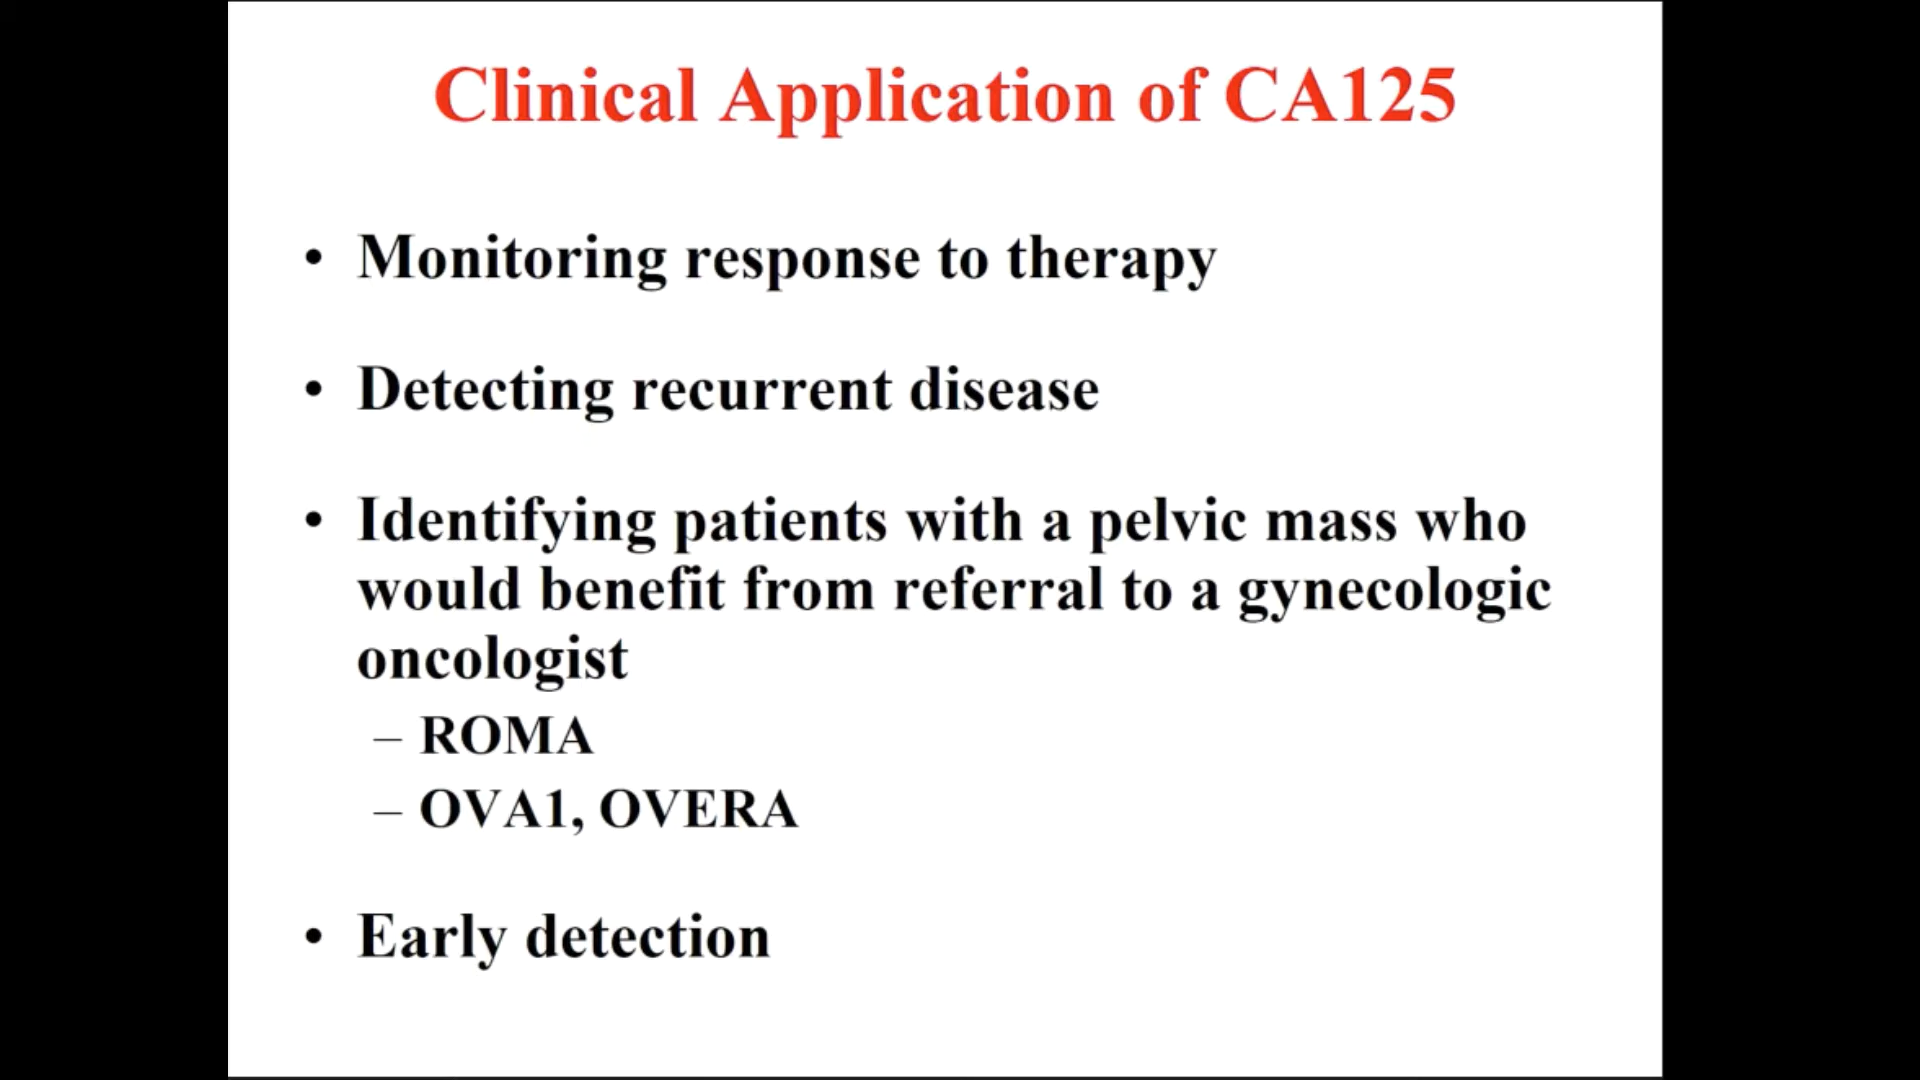 Clinical Application of CA125
• Monitoring response to therapy
• Detecting recurrent disease
• Identifying patients with a pelvic mass who
would benefit from referral to a gynecologic
oncologist
– ROMA
– OVA1, OVERA
• Early detection